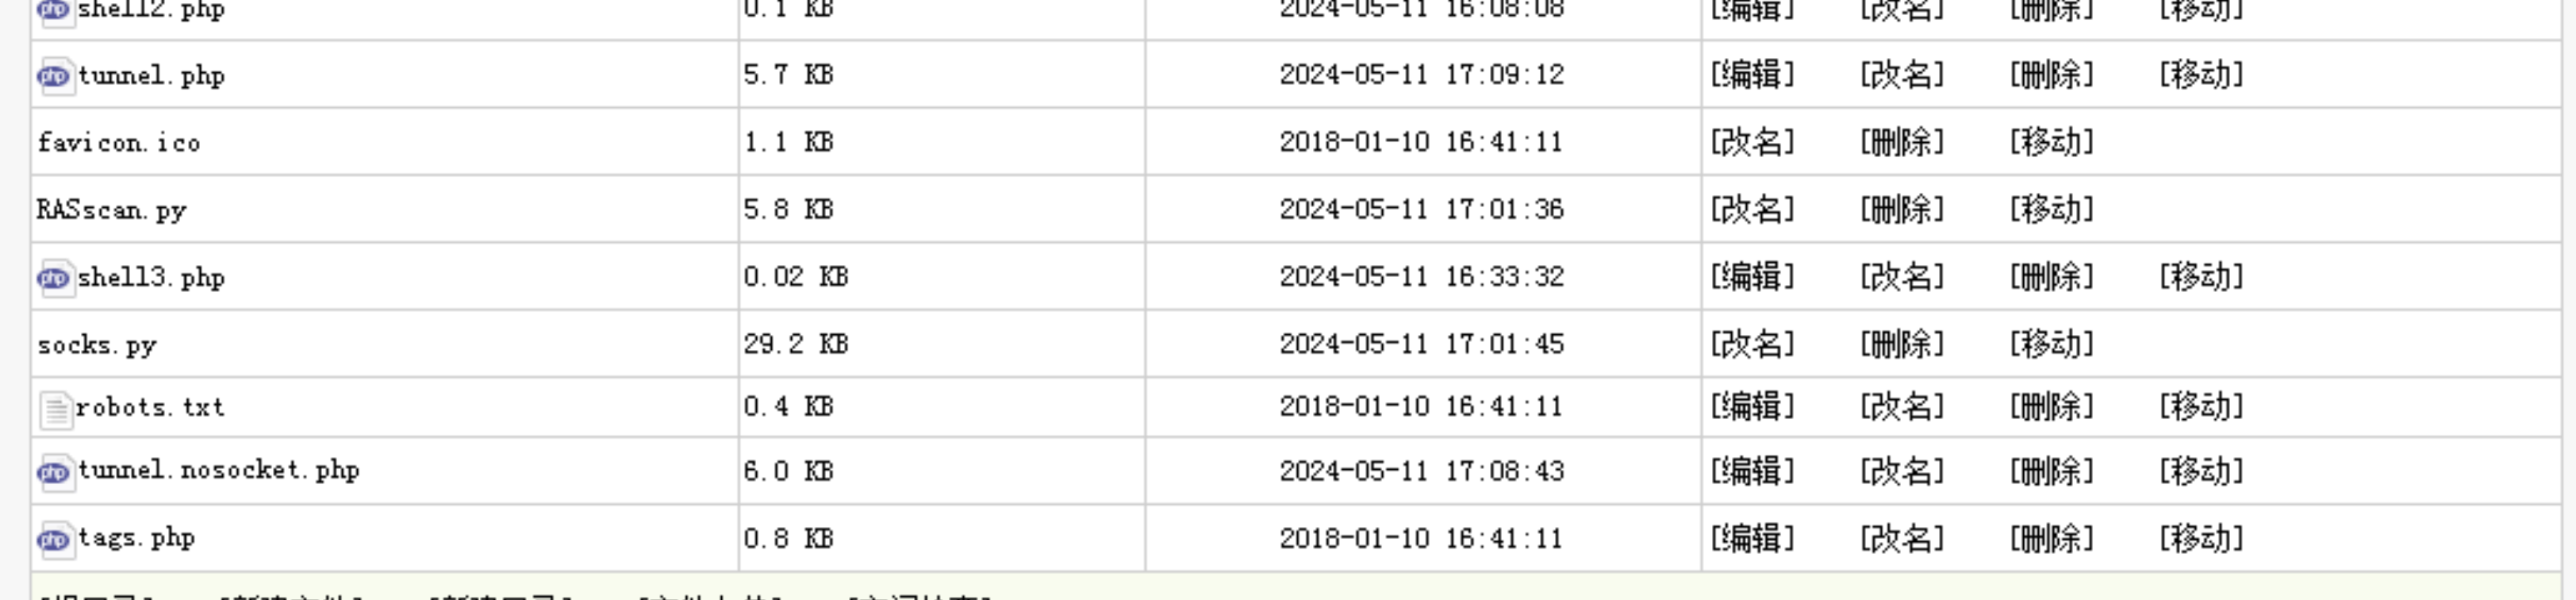 shell2.php 0.1 KB 2024-05-11 16:08:08 [编辑] [改名] [删除] [移动]
tunnel.php 5.7 KB 2024-05-11 17:09:12 [编辑] [改名] [删除] [移动]
favicon.ico 1.1 KB 2018-01-10 16:41:11 [改名] [删除] [移动]
RASscan.py 5.8 KB 2024-05-11 17:01:36 [改名] [删除] [移动]
shell3.php 0.02 KB 2024-05-11 16:33:32 [编辑] [改名] [删除] [移动]
socks.py 29.2 KB 2024-05-11 17:01:45 [改名] [删除] [移动]
robots.txt 0.4 KB 2018-01-10 16:41:11 [编辑] [改名] [删除] [移动]
tunnel.nosocket.php 6.0 KB 2024-05-11 17:08:43 [编辑] [改名] [删除] [移动]
tags.php 0.8 KB 2018-01-10 16:41:11 [编辑] [改名] [删除] [移动]